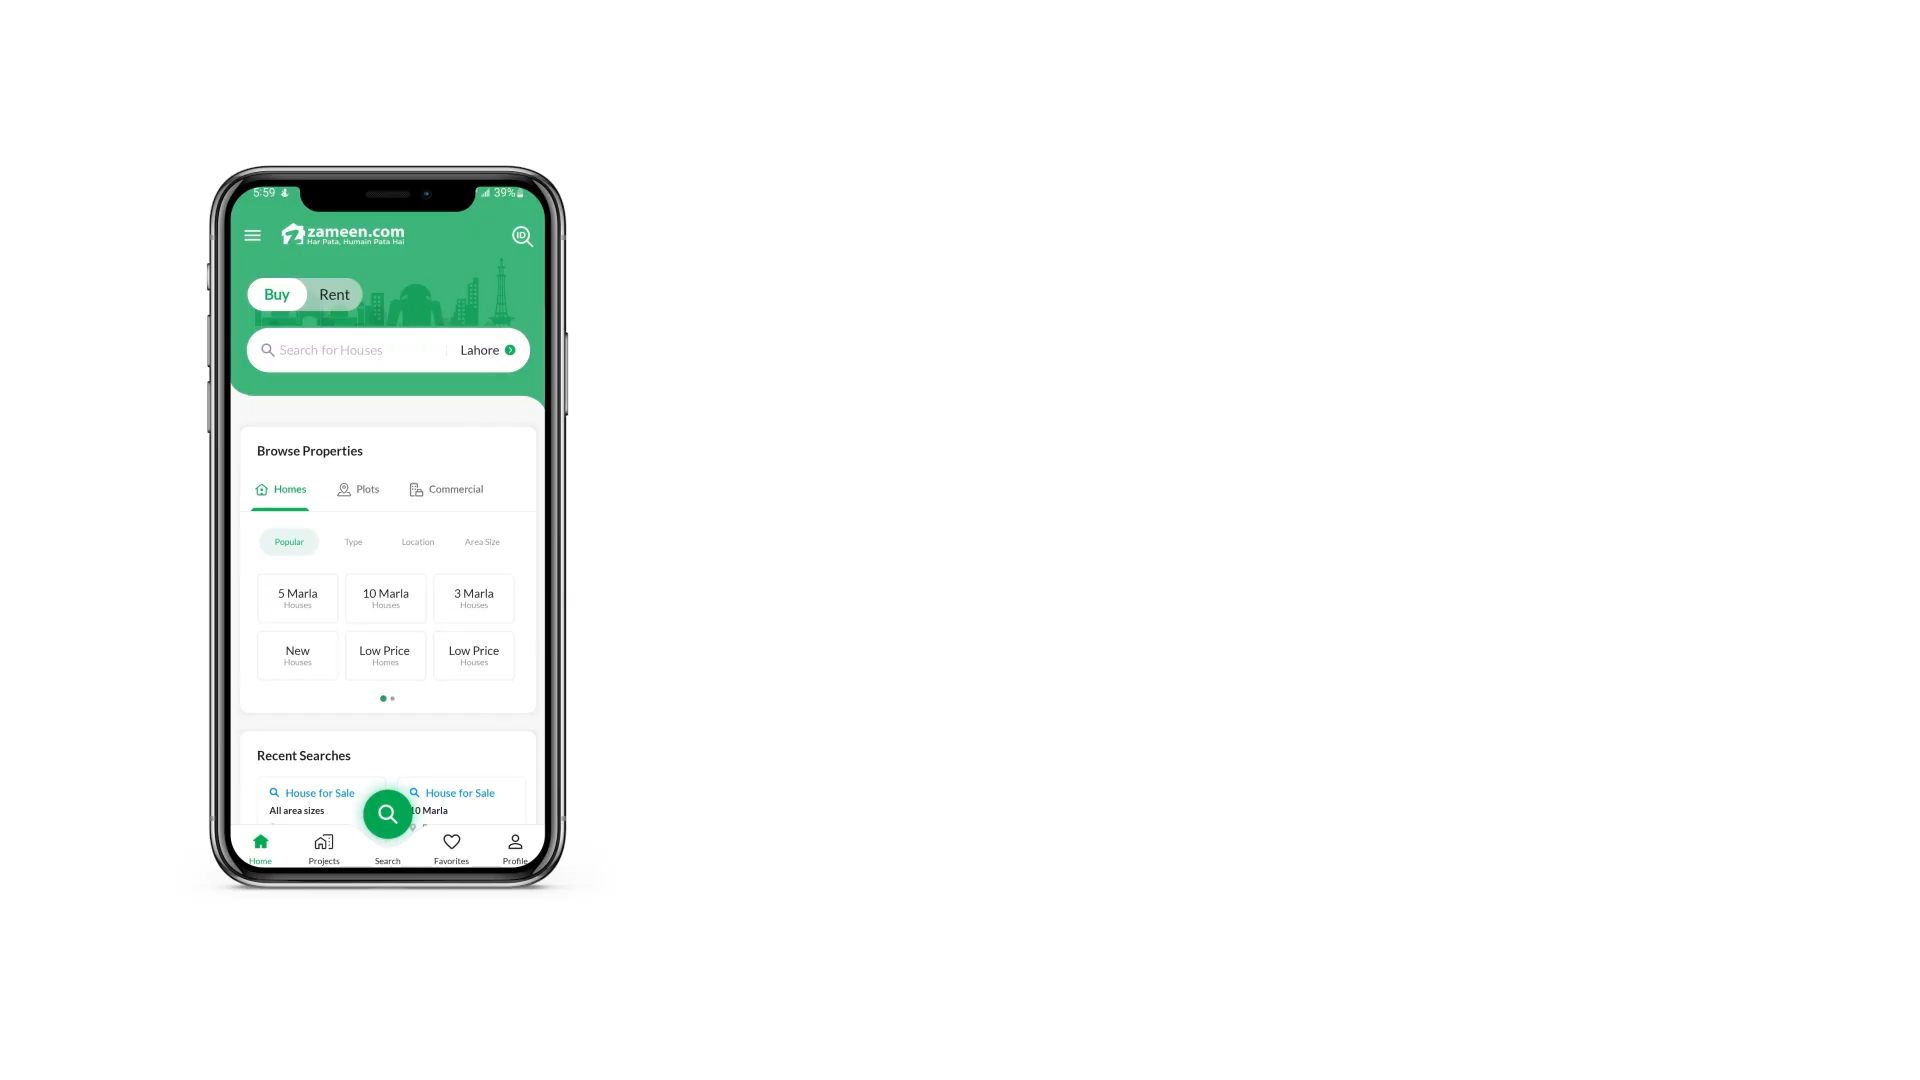 5:59
39%
zameen.com
Har Pata, Humain Pata Hai
ID
Buy Rent
Search for Houses Lahore
Browse Properties
Homes Plots Commercial
Popular Type Location Area Size
5 Marla 10 Marla 3 Marla
Houses Houses Houses
New Low Price Low Price
Houses Homes Houses
Recent Searches
House for Sale House for Sale
All area sizes 10 Marla
Home Projects Search Favorites Profile